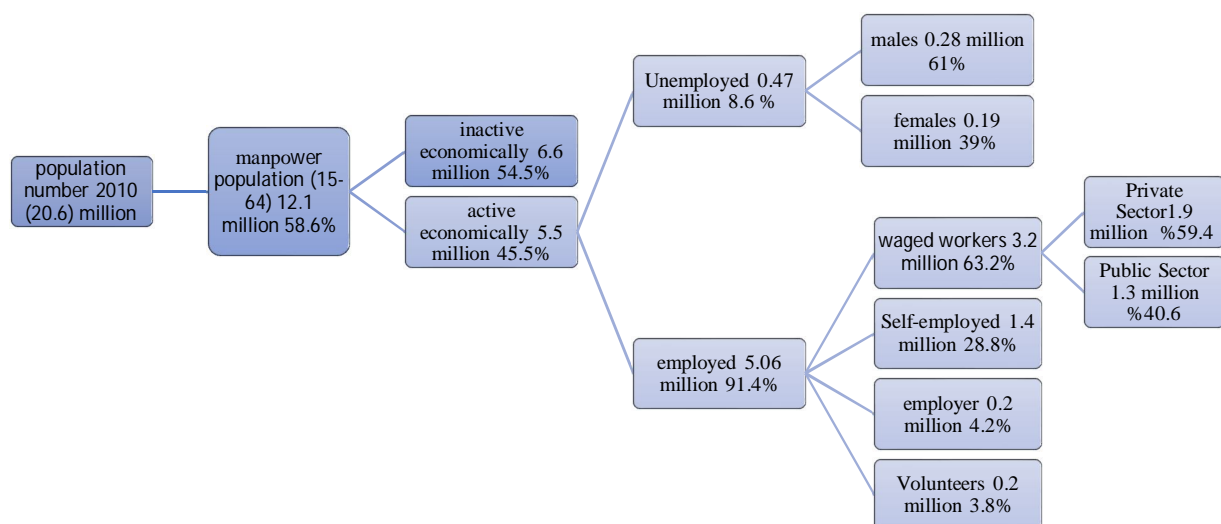 population
number 2010
(20.6) million
manpower
population (15-
64) 12.1
million 58.6%
inactive
economically 6.6
million 54.5%
active
economically 5.5
million 45.5%
Unemployed 0.47
million 8.6 %
males 0.28 million
61%
females 0.19
million 39%
employed 5.06
million 91.4%
waged workers 3.2
million 63.2%
Private
Sector1.9
million %59.4
Public Sector
1.3 million
%40.6
Self-employed 1.4
million 28.8%
employer 0.2
million 4.2%
Volunteers 0.2
million 3.8%